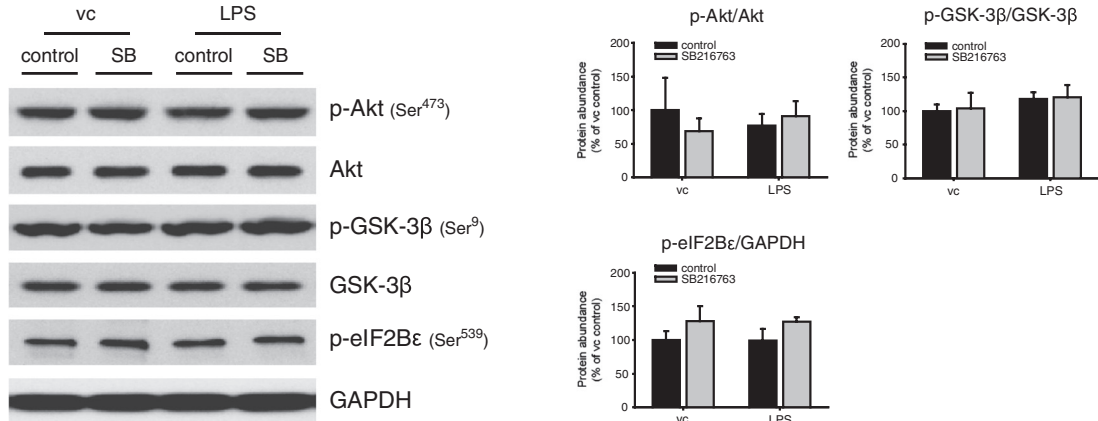 vc LPS
control SB control SB
p-Akt (Ser473)
Akt
p-GSK-3β (Ser9)
GSK-3β
p-eIF2Bε (Ser539)
GAPDH
p-Akt/Akt
control
SB216763
Protein abundance
(% of vc control)
200
150
100
50
0
vc LPS
p-GSK-3β/GSK-3β
control
SB216763
Protein abundance
(% of vc control)
200
150
100
50
0
vc LPS
p-eIF2Bε/GAPDH
control
SB216763
Protein abundance
(% of vc control)
200
150
100
50
0
vc LPS